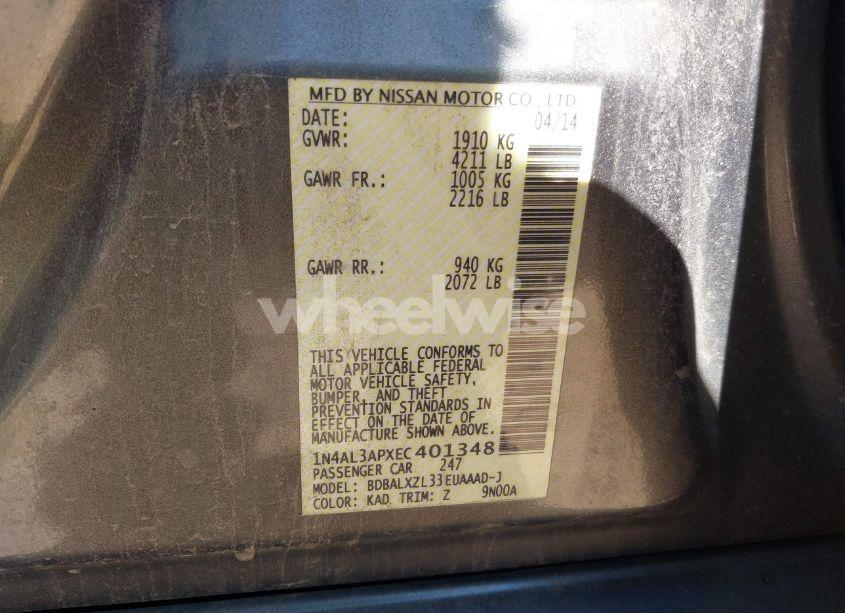 MFD BY NISSAN MOTOR CO., LTD
DATE: 04/14
GVWR: 1910 KG
4211 LB
GAWR FR.: 1005 KG
2216 LB
GAWR RR.: 940 KG
2072 LB
wheelwise
THIS VEHICLE CONFORMS TO
ALL APPLICABLE FEDERAL
MOTOR VEHICLE SAFETY,
BUMPER, AND THEFT
PREVENTION STANDARDS IN
EFFECT ON THE DATE OF
MANUFACTURE SHOWN ABOVE.
1N4AL3APXEC401348
PASSENGER CAR 247
MODEL: BDBALXZL33EUAAAD-J
COLOR: KAD TRIM: Z 9N00A